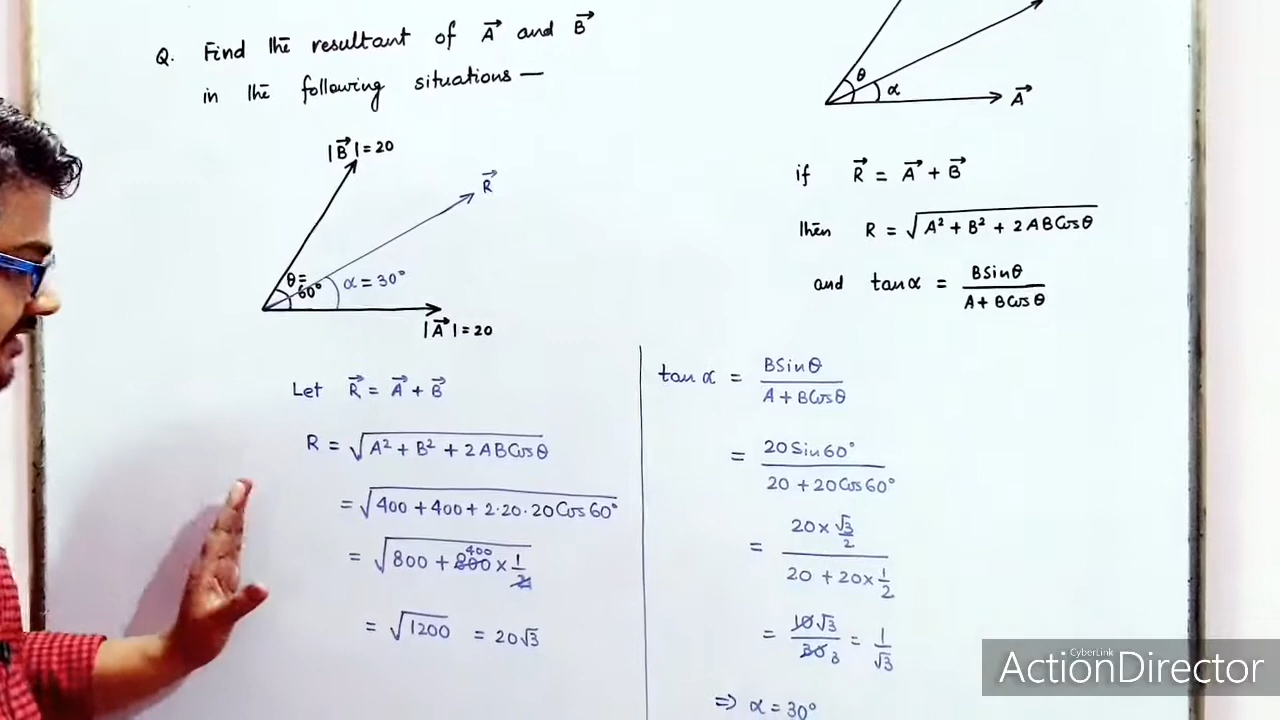 Q. Find the resultant of A⃗ and B⃗
in the following situations —
|B⃗| = 20
R⃗
θ =
60°
α = 30°
|A⃗| = 20
Let R⃗ = A⃗ + B⃗
R = √(A² + B² + 2ABCosθ)
= √(400 + 400 + 2·20·20Cos60°)
400
= √(800 + 800 × 1/2)
= √1200 = 20√3
θ
α
A⃗
if R⃗ = A⃗ + B⃗
then R = √(A² + B² + 2ABCosθ)
and tanα = BSinθ/(A + BCosθ)
tanα = BSinθ/(A + BCosθ)
= 20Sin60°/(20 + 20Cos60°)
= (20 × √3/2)/(20 + 20 × 1/2)
= 10√3/30 3 = 1/√3
⇒ α = 30°
CyberLink
ActionDirector